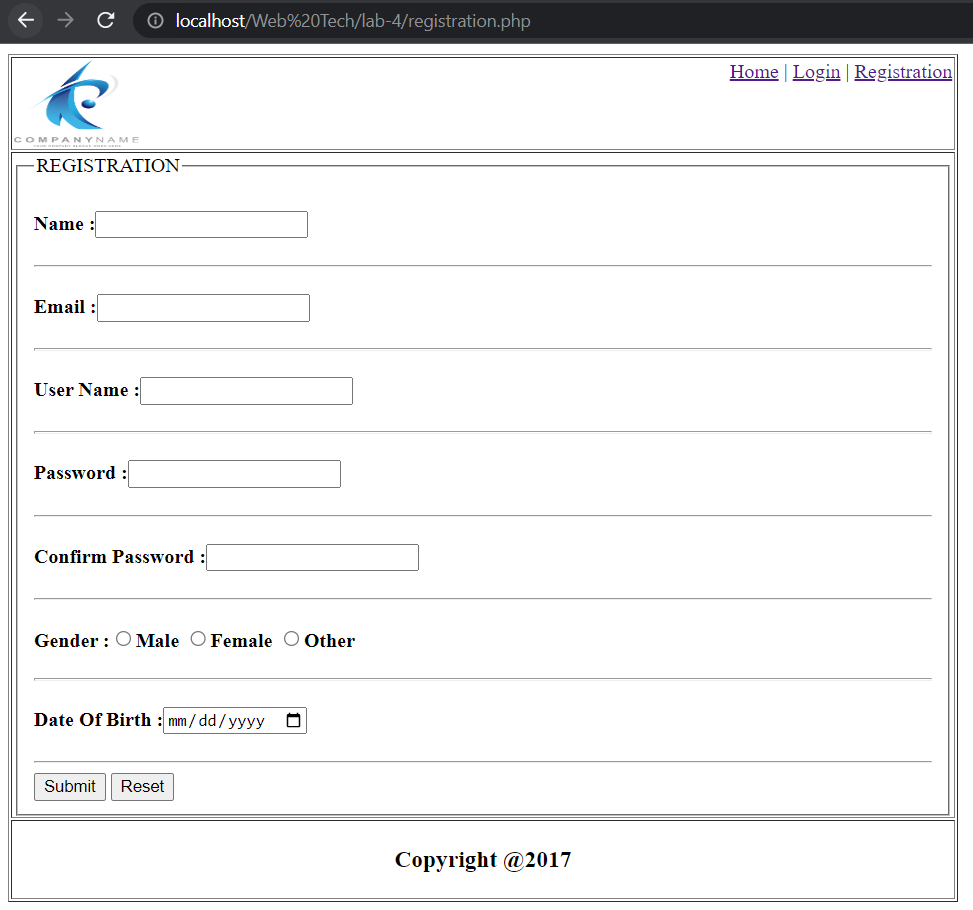 localhost/Web%20Tech/lab-4/registration.php
Home | Login | Registration
COMPANYNAME
REGISTRATION
Name :
Email :
User Name :
Password :
Confirm Password :
Gender : Male Female Other
Date Of Birth : mm/dd/yyyy
Submit Reset
Copyright @2017